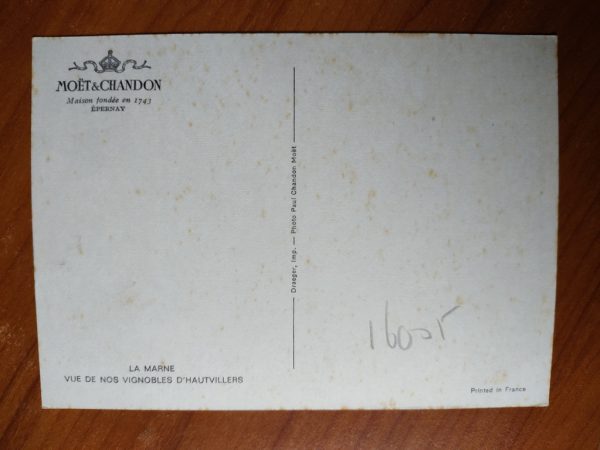 MOËT & CHANDON
Maison fondée en 1743
ÉPERNAY
Draeger, Imp. — Photo Paul Chandon Moët
LA MARNE
VUE DE NOS VIGNOBLES D'HAUTVILLERS
Printed in France